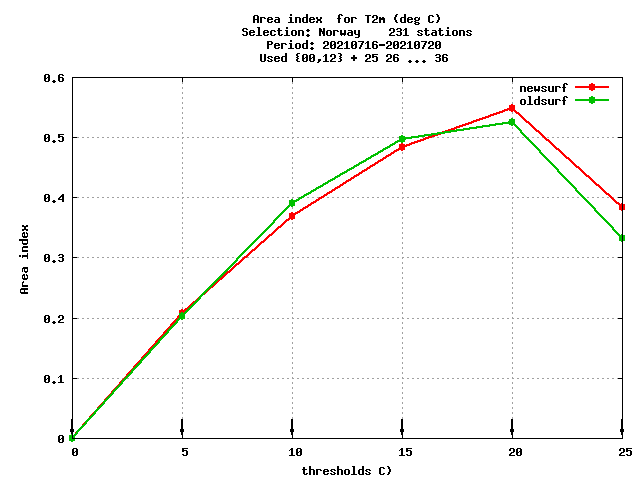 Area index  for T2m (deg C)
Selection: Norway    231 stations
Period: 20210716-20210720
Used {00,12} + 25 26 ... 36
newsurf
oldsurf
0.6
0.5
0.4
0.3
0.2
0.1
0
Area index
0 5 10 15 20 25
thresholds C)